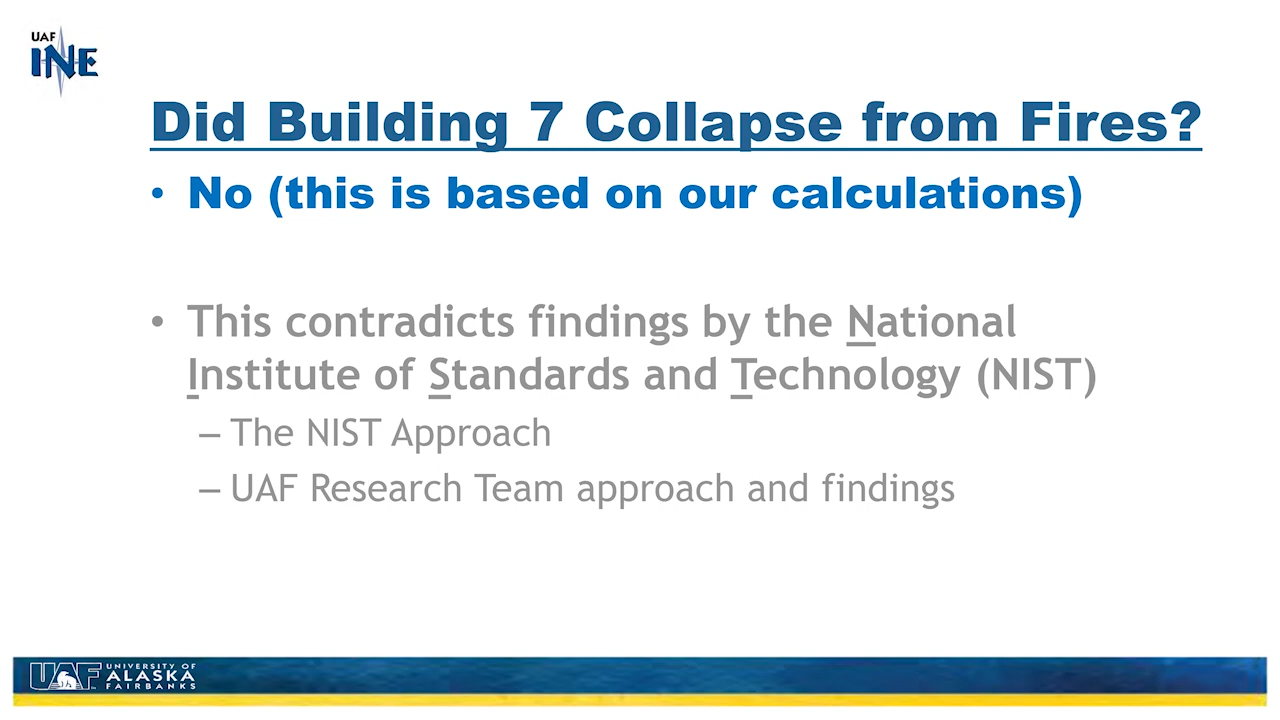 UAF
INE
Did Building 7 Collapse from Fires?
• No (this is based on our calculations)
• This contradicts findings by the National
Institute of Standards and Technology (NIST)
– The NIST Approach
– UAF Research Team approach and findings
UAF UNIVERSITY OF
ALASKA
FAIRBANKS